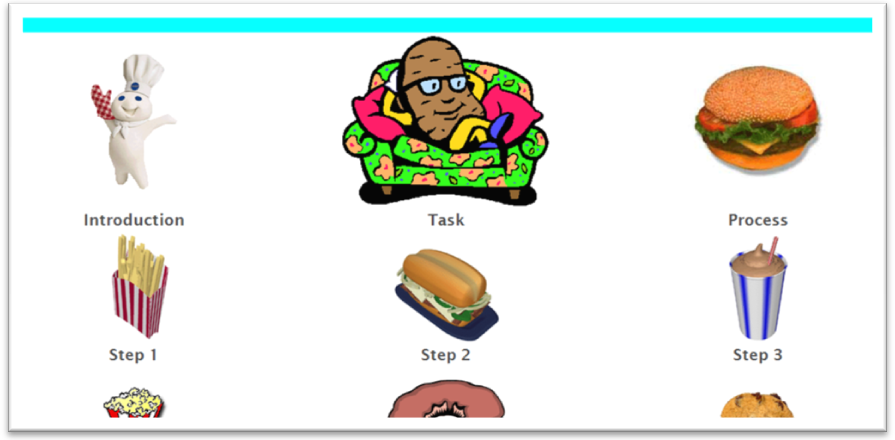 Introduction
Task
Process
Step 1
Step 2
Step 3